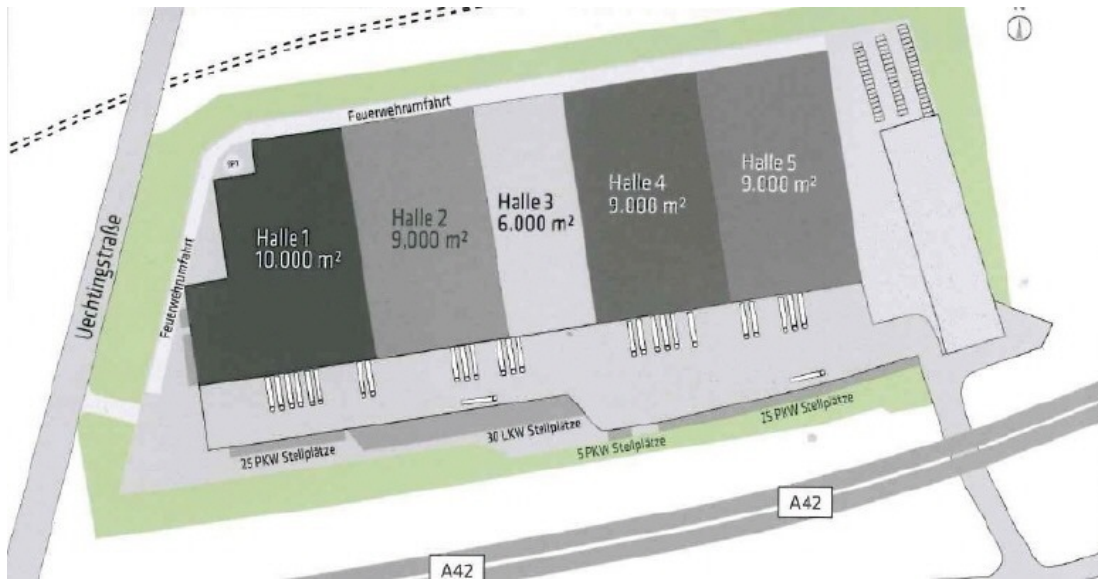 N
Feuerwehrumfahrt
SPT
Halle 1
10.000 m²
Halle 2
9.000 m²
Halle 3
6.000 m²
Halle 4
9.000 m²
Halle 5
9.000 m²
Uechtingstraße
Feuerwehrumfahrt
25 PKW Stellplätze
30 LKW Stellplätze
5 PKW Stellplätze
25 PKW Stellplätze
A42
A42